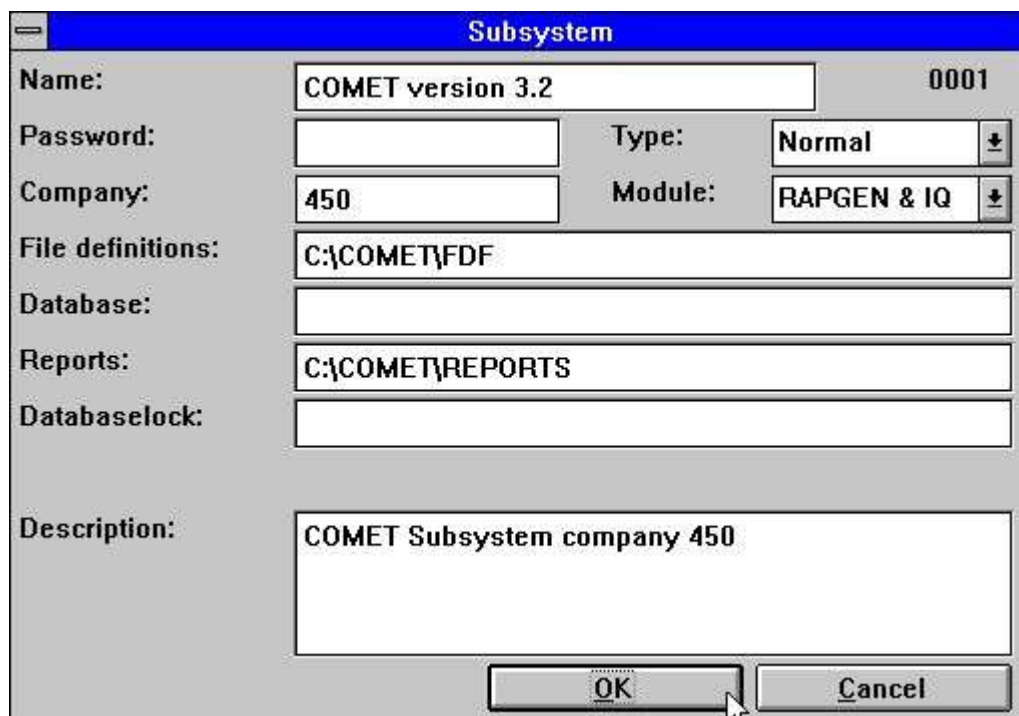 Subsystem
Name: COMET version 3.2 0001
Password: Type: Normal
Company: 450 Module: RAPGEN & IQ
File definitions: C:\COMET\FDF
Database:
Reports: C:\COMET\REPORTS
Databaselock:
Description: COMET Subsystem company 450
OK Cancel